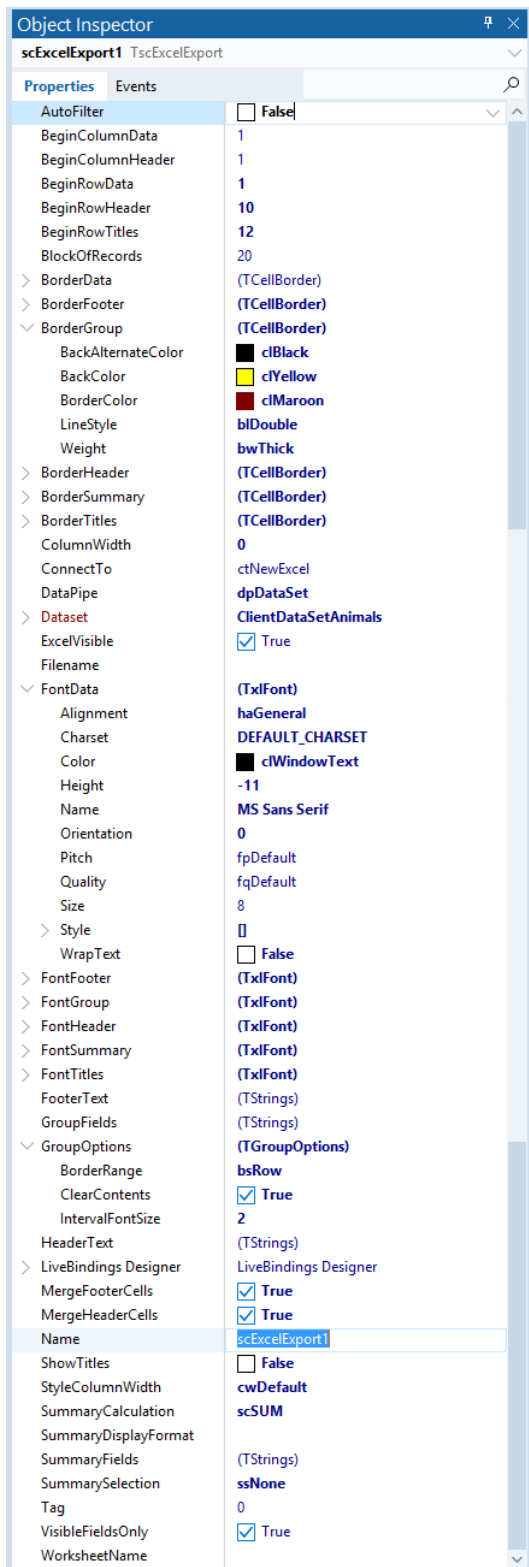 Object Inspector
scExcelExport1 TscExcelExport
Properties Events
AutoFilter False
BeginColumnData 1
BeginColumnHeader 1
BeginRowData 1
BeginRowHeader 10
BeginRowTitles 12
BlockOfRecords 20
BorderData (TCellBorder)
BorderFooter (TCellBorder)
BorderGroup (TCellBorder)
BackAlternateColor clBlack
BackColor clYellow
BorderColor clMaroon
LineStyle blDouble
Weight bwThick
BorderHeader (TCellBorder)
BorderSummary (TCellBorder)
BorderTitles (TCellBorder)
ColumnWidth 0
ConnectTo ctNewExcel
DataPipe dpDataSet
Dataset ClientDataSetAnimals
ExcelVisible True
Filename
FontData (TxlFont)
Alignment haGeneral
Charset DEFAULT_CHARSET
Color clWindowText
Height -11
Name MS Sans Serif
Orientation 0
Pitch fpDefault
Quality fqDefault
Size 8
Style []
WrapText False
FontFooter (TxlFont)
FontGroup (TxlFont)
FontHeader (TxlFont)
FontSummary (TxlFont)
FontTitles (TxlFont)
FooterText (TStrings)
GroupFields (TStrings)
GroupOptions (TGroupOptions)
BorderRange bsRow
ClearContents True
IntervalFontSize 2
HeaderText (TStrings)
LiveBindings Designer LiveBindings Designer
MergeFooterCells True
MergeHeaderCells True
Name scExcelExport1
ShowTitles False
StyleColumnWidth cwDefault
SummaryCalculation scSUM
SummaryDisplayFormat
SummaryFields (TStrings)
SummarySelection ssNone
Tag 0
VisibleFieldsOnly True
WorksheetName